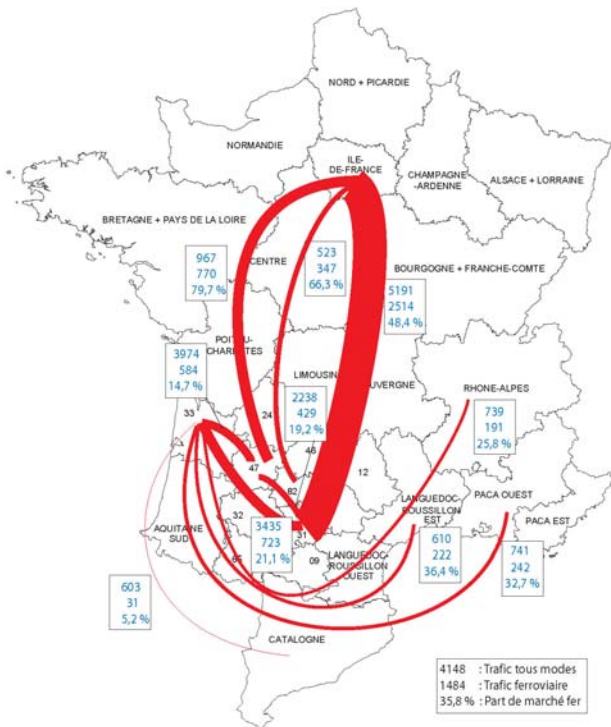 NORD + PICARDIE
NORMANDIE
ILE-
DE-FRANCE
CHAMPAGNE
-ARDENNE
ALSACE + LORRAINE
BRETAGNE + PAYS DE LA LOIRE
CENTRE
BOURGOGNE + FRANCHE-COMTE
967
770
79,7 %
523
347
66,3 %
5191
2514
48,4 %
POITOU-
CHARENTES
3974
584
14,7 %
LIMOUSIN
AUVERGNE
2238
429
19,2 %
RHONE-ALPES
739
191
25,8 %
33
24
46
47
12
82
LANGUEDOC-
ROUSSILLON
EST
PACA OUEST
PACA EST
AQUITAINE
SUD
32
3435
723
21,1 %
31
65
09
LANGUEDOC-
ROUSSILLON
OUEST
610
222
36,4 %
741
242
32,7 %
603
31
5,2 %
CATALOGNE
4148 : Trafic tous modes
1484 : Trafic ferroviaire
35,8 % : Part de marché fer